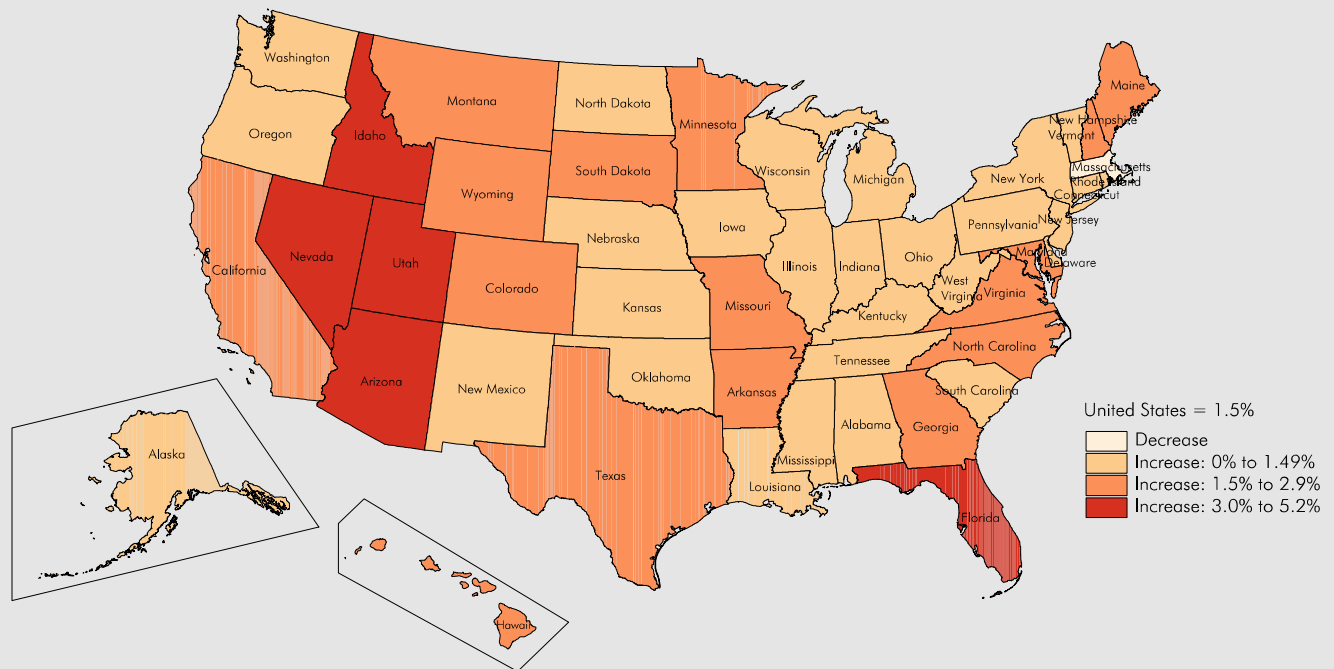 Washington
Oregon
Idaho
Montana
North Dakota
Minnesota
Wisconsin
Michigan
Maine
New Hampshire
Vermont
Massachusetts
Rhode Island
Connecticut
New York
Wyoming
South Dakota
Nebraska
Iowa
Illinois
Indiana
Ohio
Pennsylvania
New Jersey
Maryland
Delaware
California
Nevada
Utah
Colorado
Kansas
Missouri
Kentucky
West
Virginia
Virginia
Arizona
New Mexico
Oklahoma
Arkansas
Tennessee
North Carolina
South Carolina
Texas
Louisiana
Mississippi
Alabama
Georgia
Florida
Alaska
Hawaii
United States = 1.5%
Decrease
Increase: 0% to 1.49%
Increase: 1.5% to 2.9%
Increase: 3.0% to 5.2%